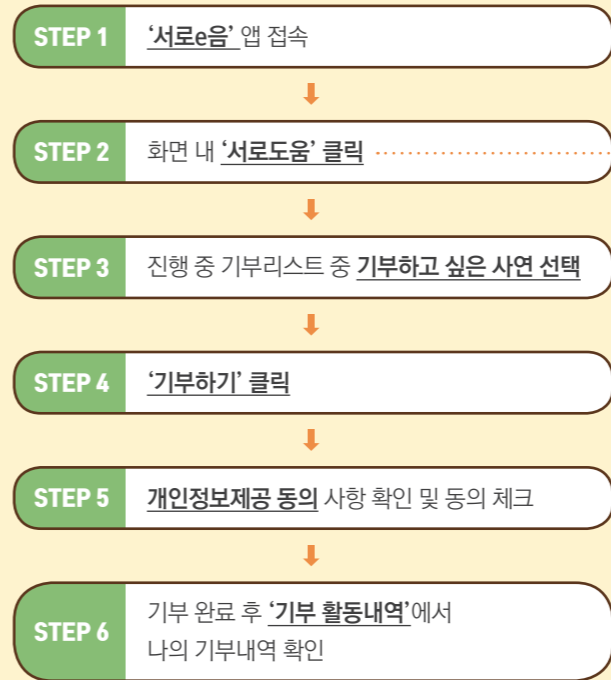 STEP 1 ‘서로e음’ 앱 접속
STEP 2 화면 내 ‘서로도움’ 클릭
STEP 3 진행 중 기부리스트 중 기부하고 싶은 사연 선택
STEP 4 ‘기부하기’ 클릭
STEP 5 개인정보제공 동의 사항 확인 및 동의 체크
STEP 6 기부 완료 후 ‘기부 활동내역’에서
나의 기부내역 확인